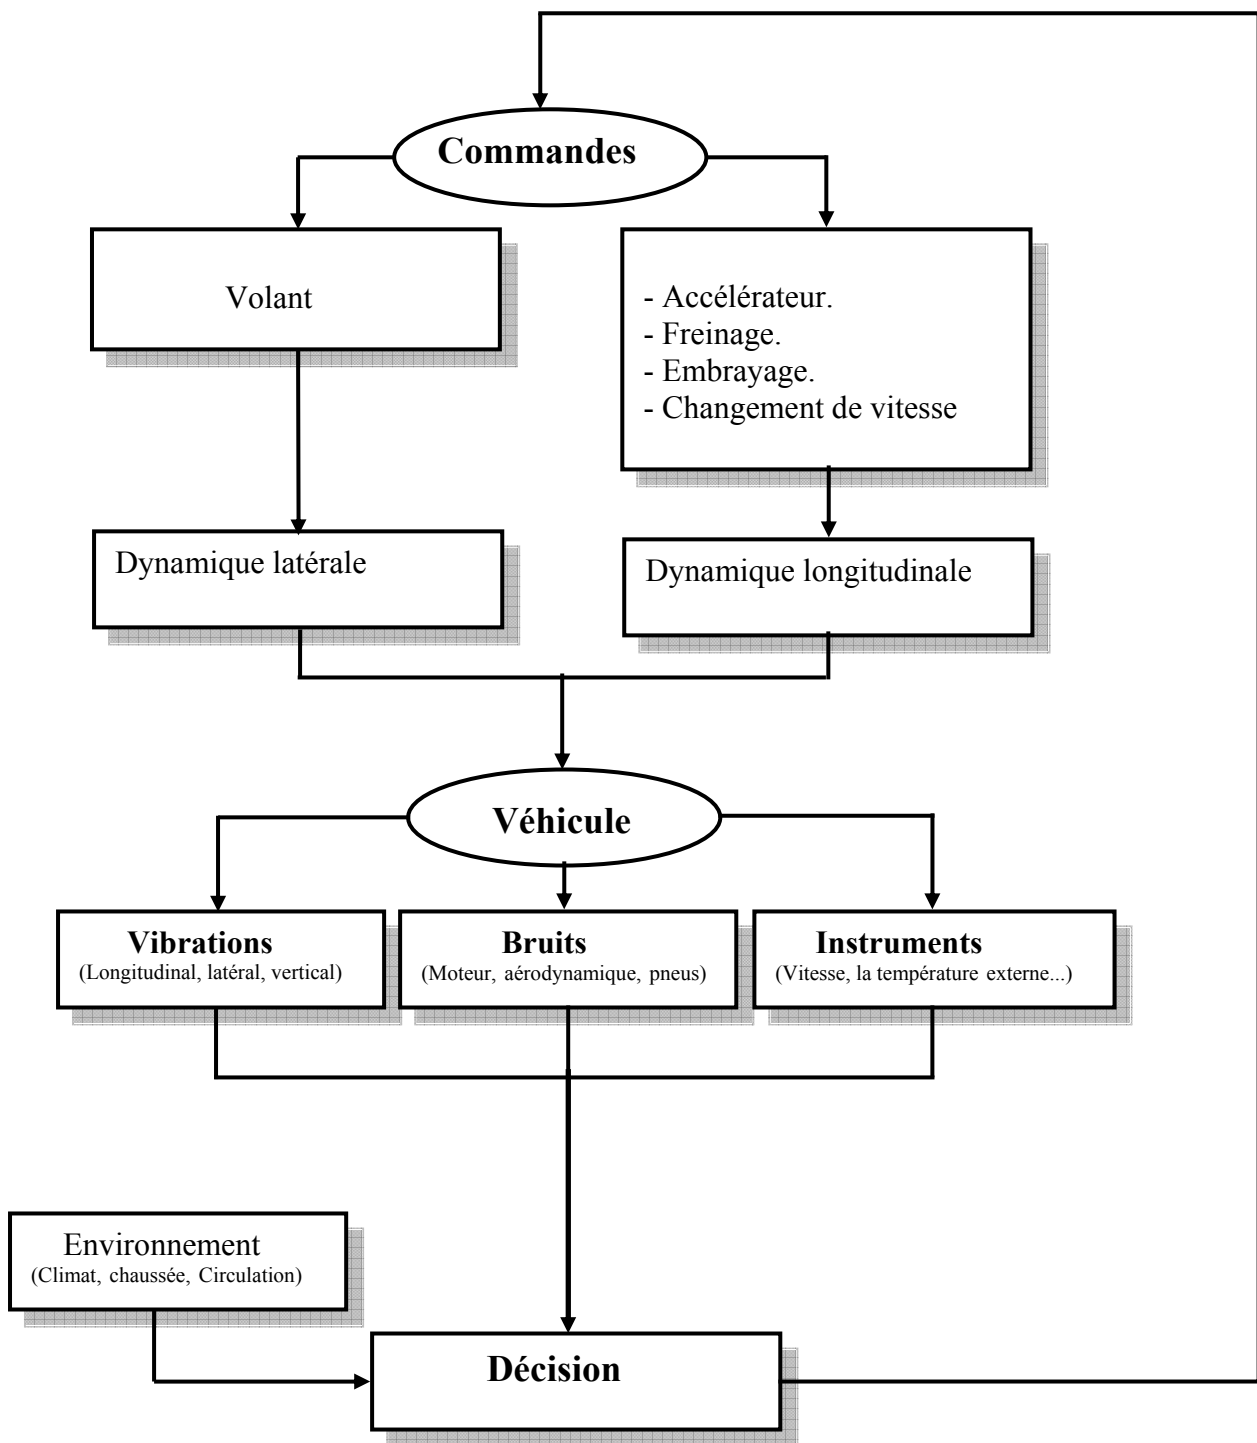 Commandes
Volant
- Accélérateur.
- Freinage.
- Embrayage.
- Changement de vitesse
Dynamique latérale
Dynamique longitudinale
Véhicule
Vibrations
(Longitudinal, latéral, vertical)
Bruits
(Moteur, aérodynamique, pneus)
Instruments
(Vitesse, la température externe...)
Environnement
(Climat, chaussée, Circulation)
Décision